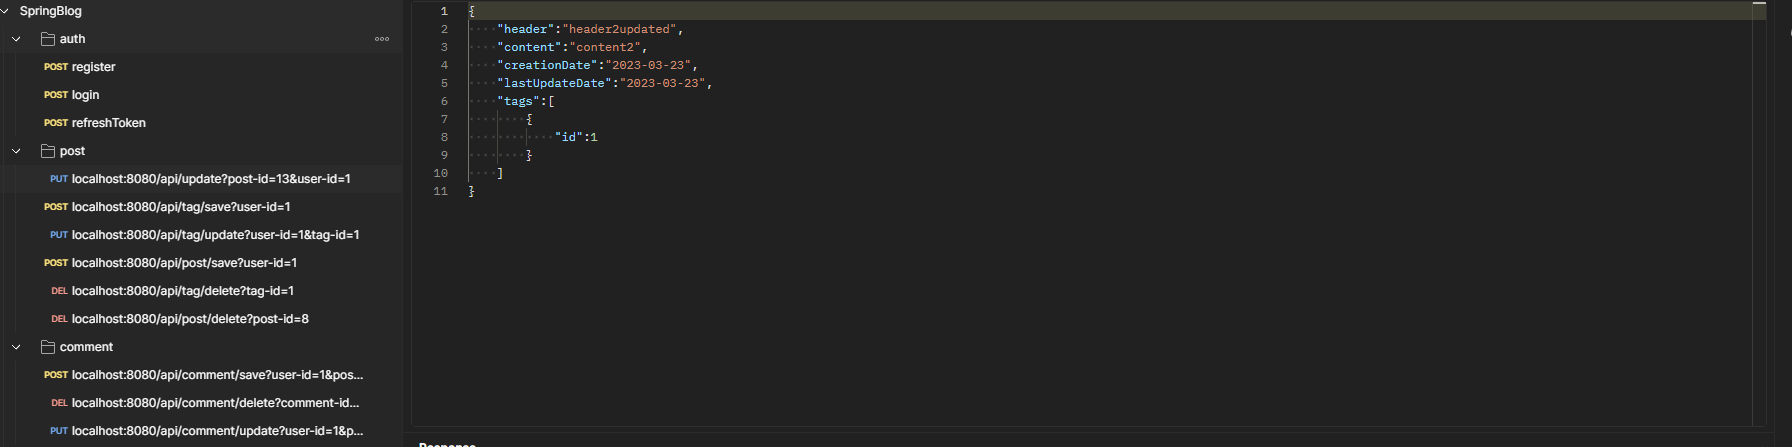 SpringBlog
auth
POST register
POST login
POST refreshToken
post
PUT localhost:8080/api/update?post-id=13&user-id=1
POST localhost:8080/api/tag/save?user-id=1
PUT localhost:8080/api/tag/update?user-id=1&tag-id=1
POST localhost:8080/api/post/save?user-id=1
DEL localhost:8080/api/tag/delete?tag-id=1
DEL localhost:8080/api/post/delete?post-id=8
comment
POST localhost:8080/api/comment/save?user-id=1&pos...
DEL localhost:8080/api/comment/delete?comment-id...
PUT localhost:8080/api/comment/update?user-id=1&p...
1 {
2 "header":"header2updated",
3 "content":"content2",
4 "creationDate":"2023-03-23",
5 "lastUpdateDate":"2023-03-23",
6 "tags":[
7 {
8 "id":1
9 }
10 ]
11 }
Response